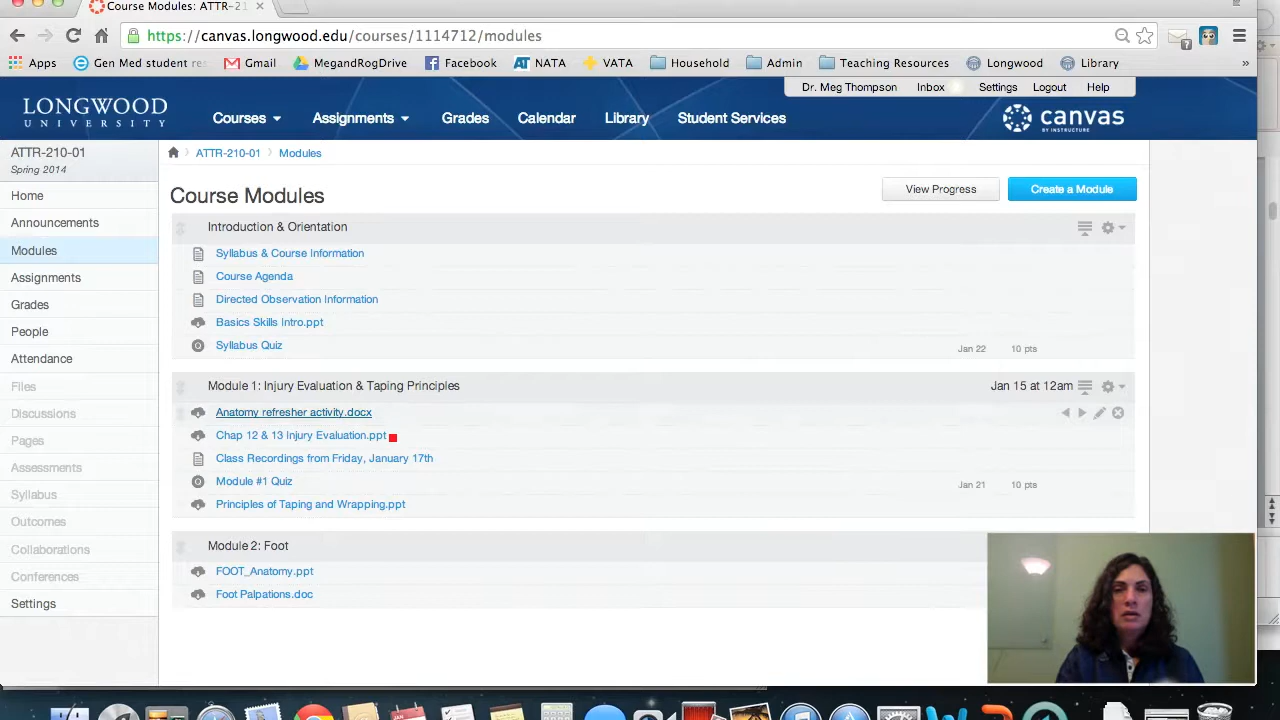 Course Modules: ATTR-21
https://canvas.longwood.edu/courses/1114712/modules
Apps Gen Med student re Gmail MegandRogDrive Facebook NATA VATA Household Admin Teaching Resources Longwood Library »
Dr. Meg Thompson Inbox Settings Logout Help
LONGWOOD
UNIVERSITY
Courses Assignments Grades Calendar Library Student Services
canvas
BY INSTRUCTURE
ATTR-210-01
Spring 2014
Home
Announcements
Modules
Assignments
Grades
People
Attendance
Files
Discussions
Pages
Assessments
Syllabus
Outcomes
Collaborations
Conferences
Settings
ATTR-210-01 Modules
Course Modules
View Progress
Create a Module
Introduction & Orientation
Syllabus & Course Information
Course Agenda
Directed Observation Information
Basics Skills Intro.ppt
Syllabus Quiz
Jan 22 10 pts
Module 1: Injury Evaluation & Taping Principles
Jan 15 at 12am
Anatomy refresher activity.docx
Chap 12 & 13 Injury Evaluation.ppt
Class Recordings from Friday, January 17th
Module #1 Quiz
Jan 21 10 pts
Principles of Taping and Wrapping.ppt
Module 2: Foot
FOOT_Anatomy.ppt
Foot Palpations.doc